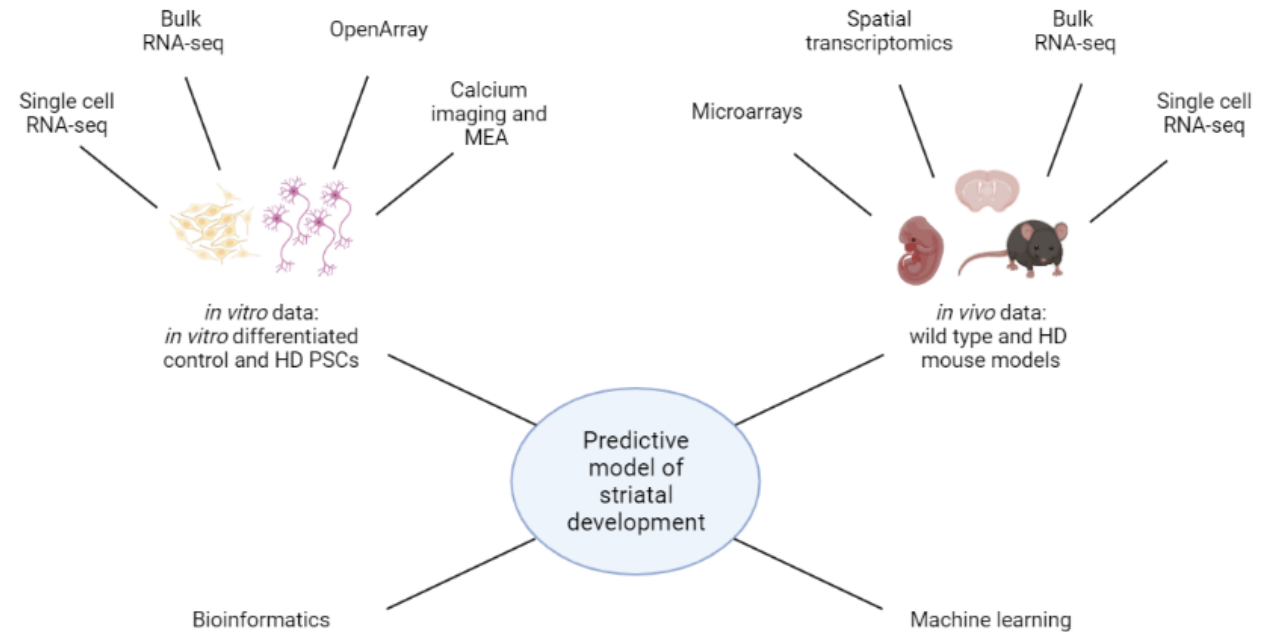 Bulk
RNA-seq
OpenArray
Single cell
RNA-seq
Calcium
imaging and
MEA
Spatial
transcriptomics
Bulk
RNA-seq
Microarrays
Single cell
RNA-seq
in vitro data:
in vitro differentiated
control and HD PSCs
in vivo data:
wild type and HD
mouse models
Predictive
model of
striatal
development
Bioinformatics
Machine learning